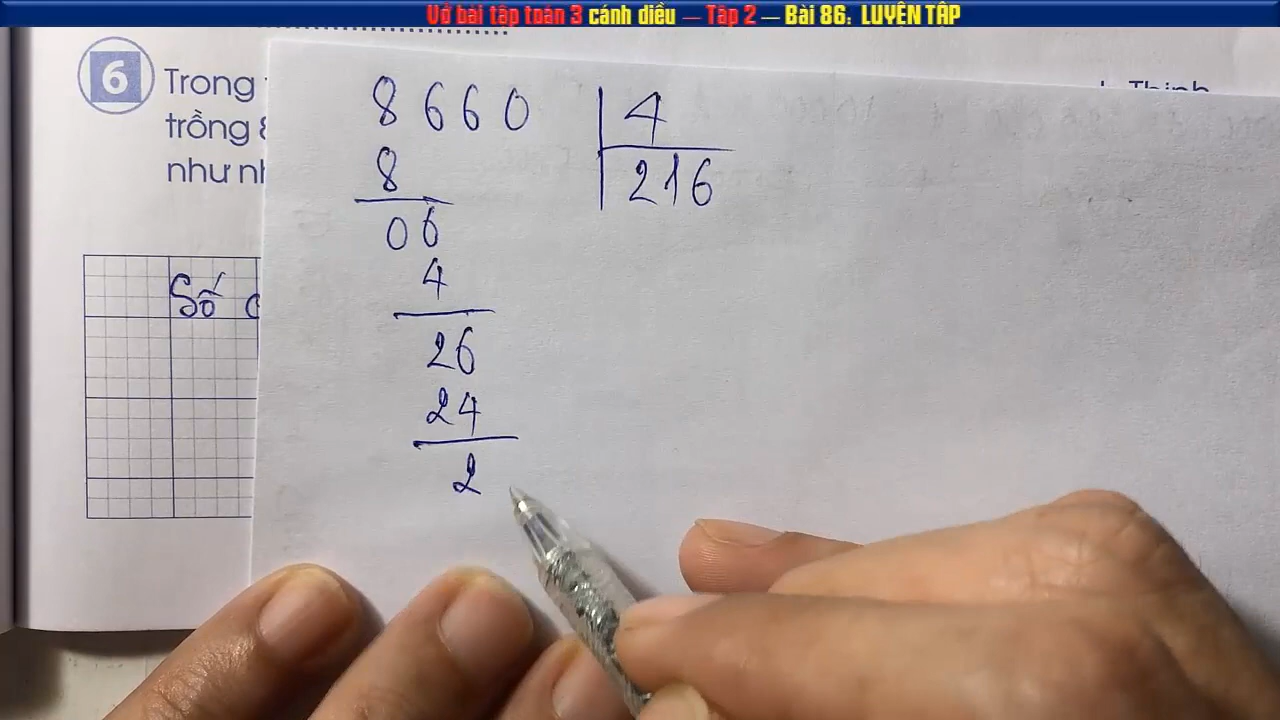 Vở bài tập toán 3 cánh diều – Tập 2 – Bài 86: LUYỆN TẬP
6 Trong
trồng 8
như nh
Số
8660 4
8 216
06
4
26
24
2